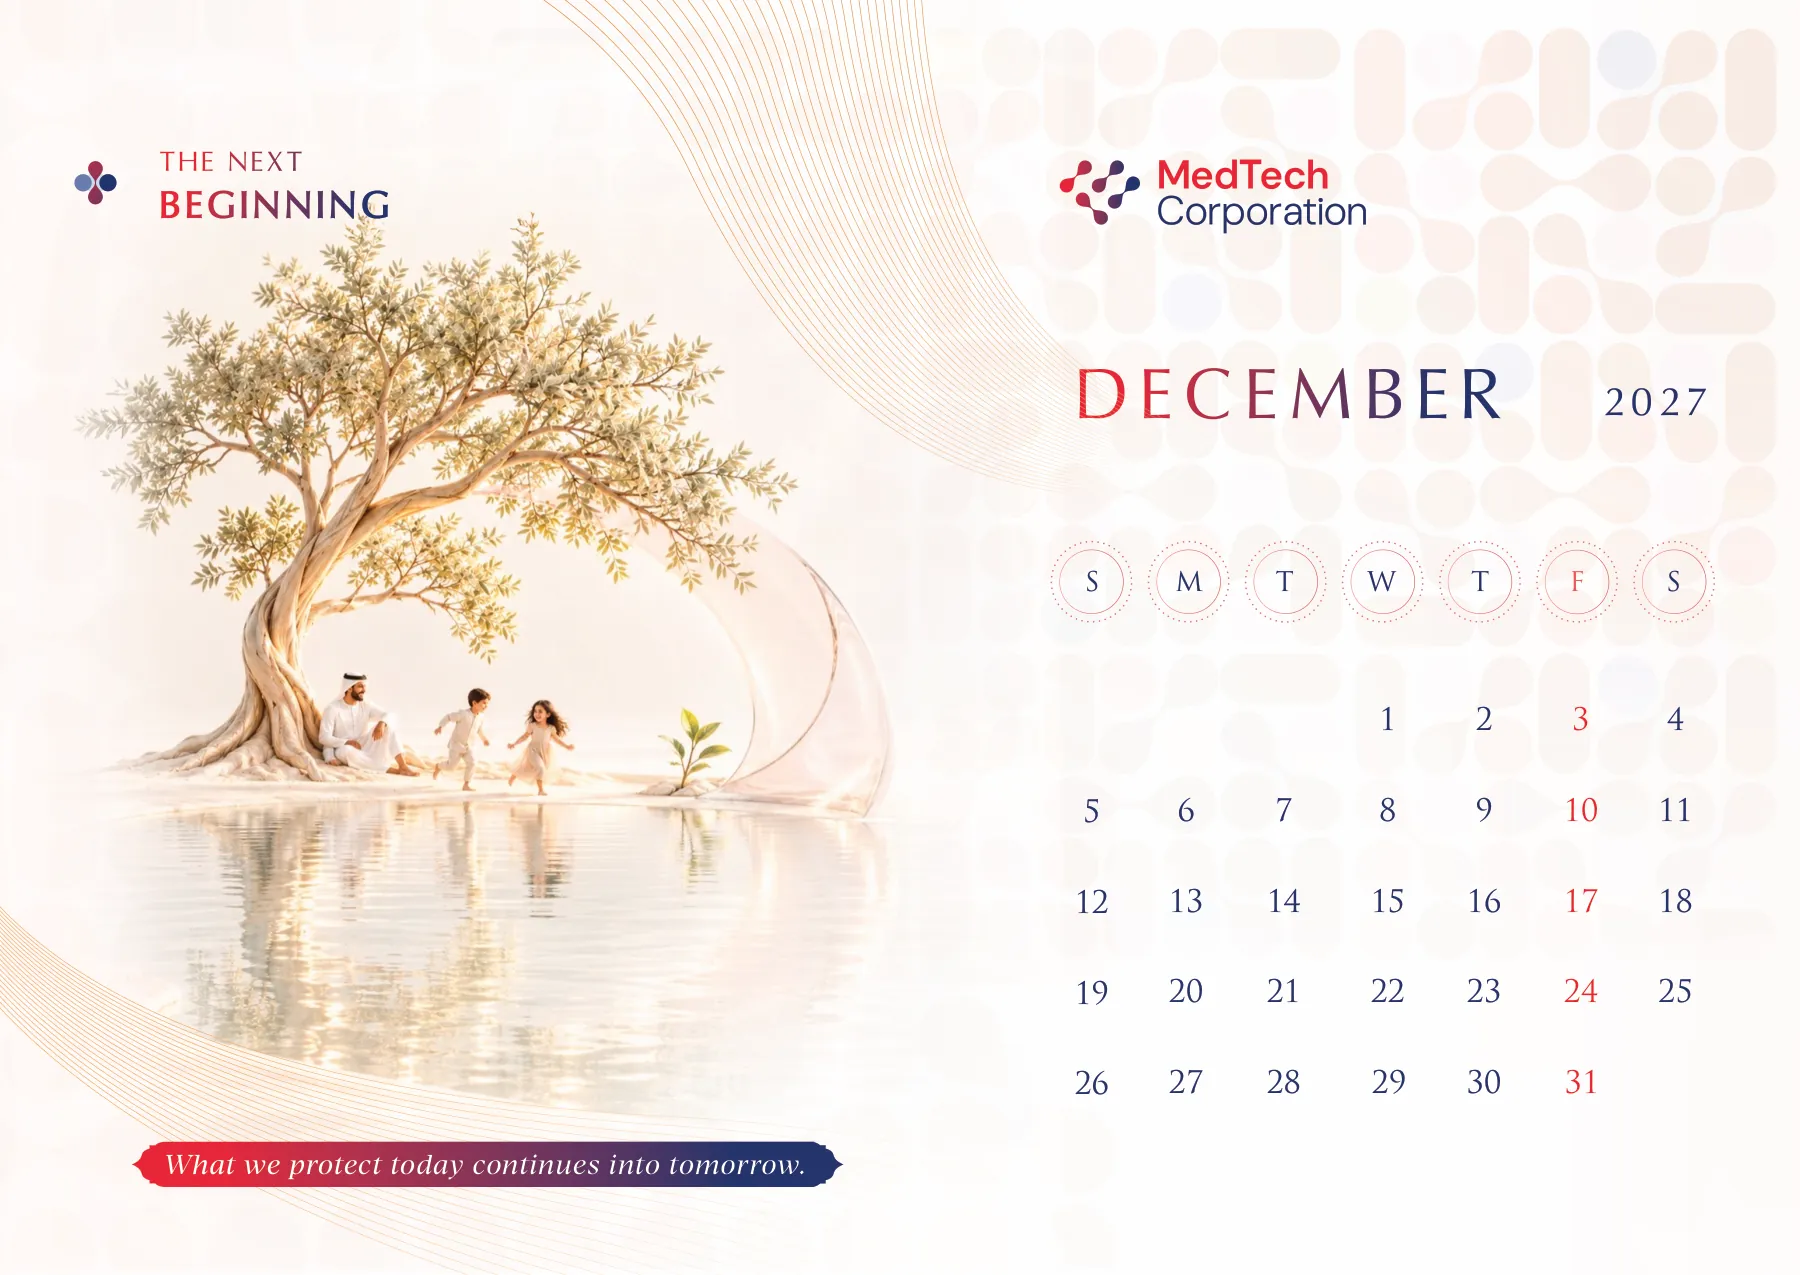 THE NEXT
BEGINNING
What we protect today continues into tomorrow.
MedTech
Corporation
DECEMBER 2027
S M T W T F S
1 2 3 4
5 6 7 8 9 10 11
12 13 14 15 16 17 18
19 20 21 22 23 24 25
26 27 28 29 30 31